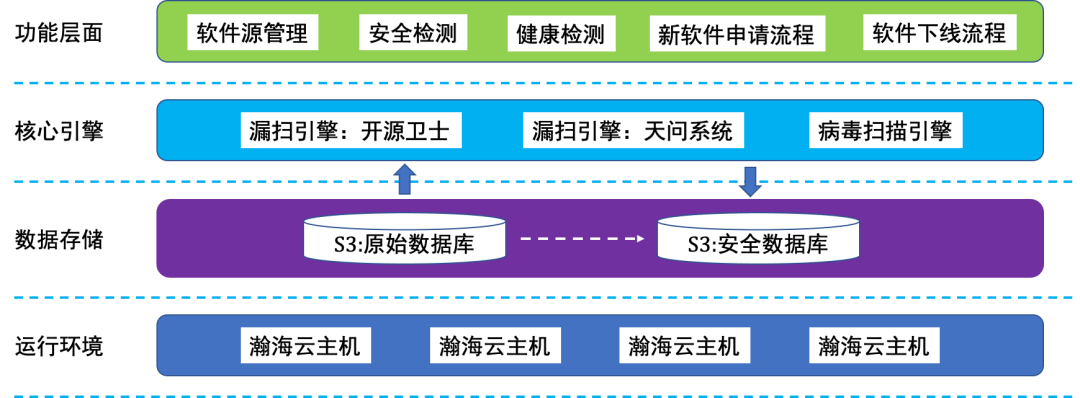 功能层面
软件源管理
安全检测
健康检测
新软件申请流程
软件下线流程
核心引擎
漏扫引擎：开源卫士
漏扫引擎：天问系统
病毒扫描引擎
数据存储
S3:原始数据库
S3:安全数据库
运行环境
瀚海云主机
瀚海云主机
瀚海云主机
瀚海云主机